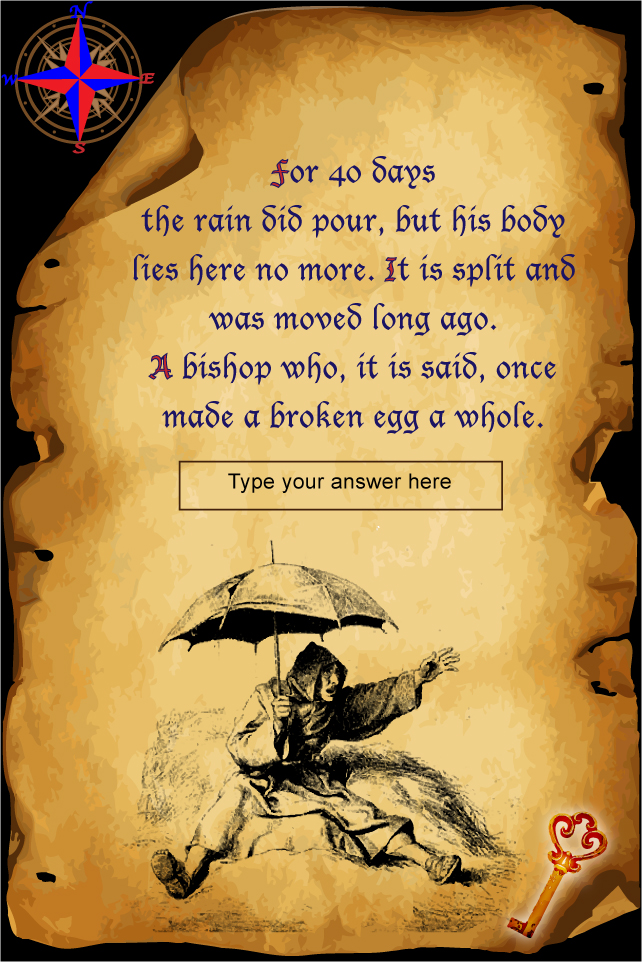 N
W
E
S
For 40 days
the rain did pour, but his body
lies here no more. It is split and
was moved long ago.
A bishop who, it is said, once
made a broken egg a whole.
Type your answer here